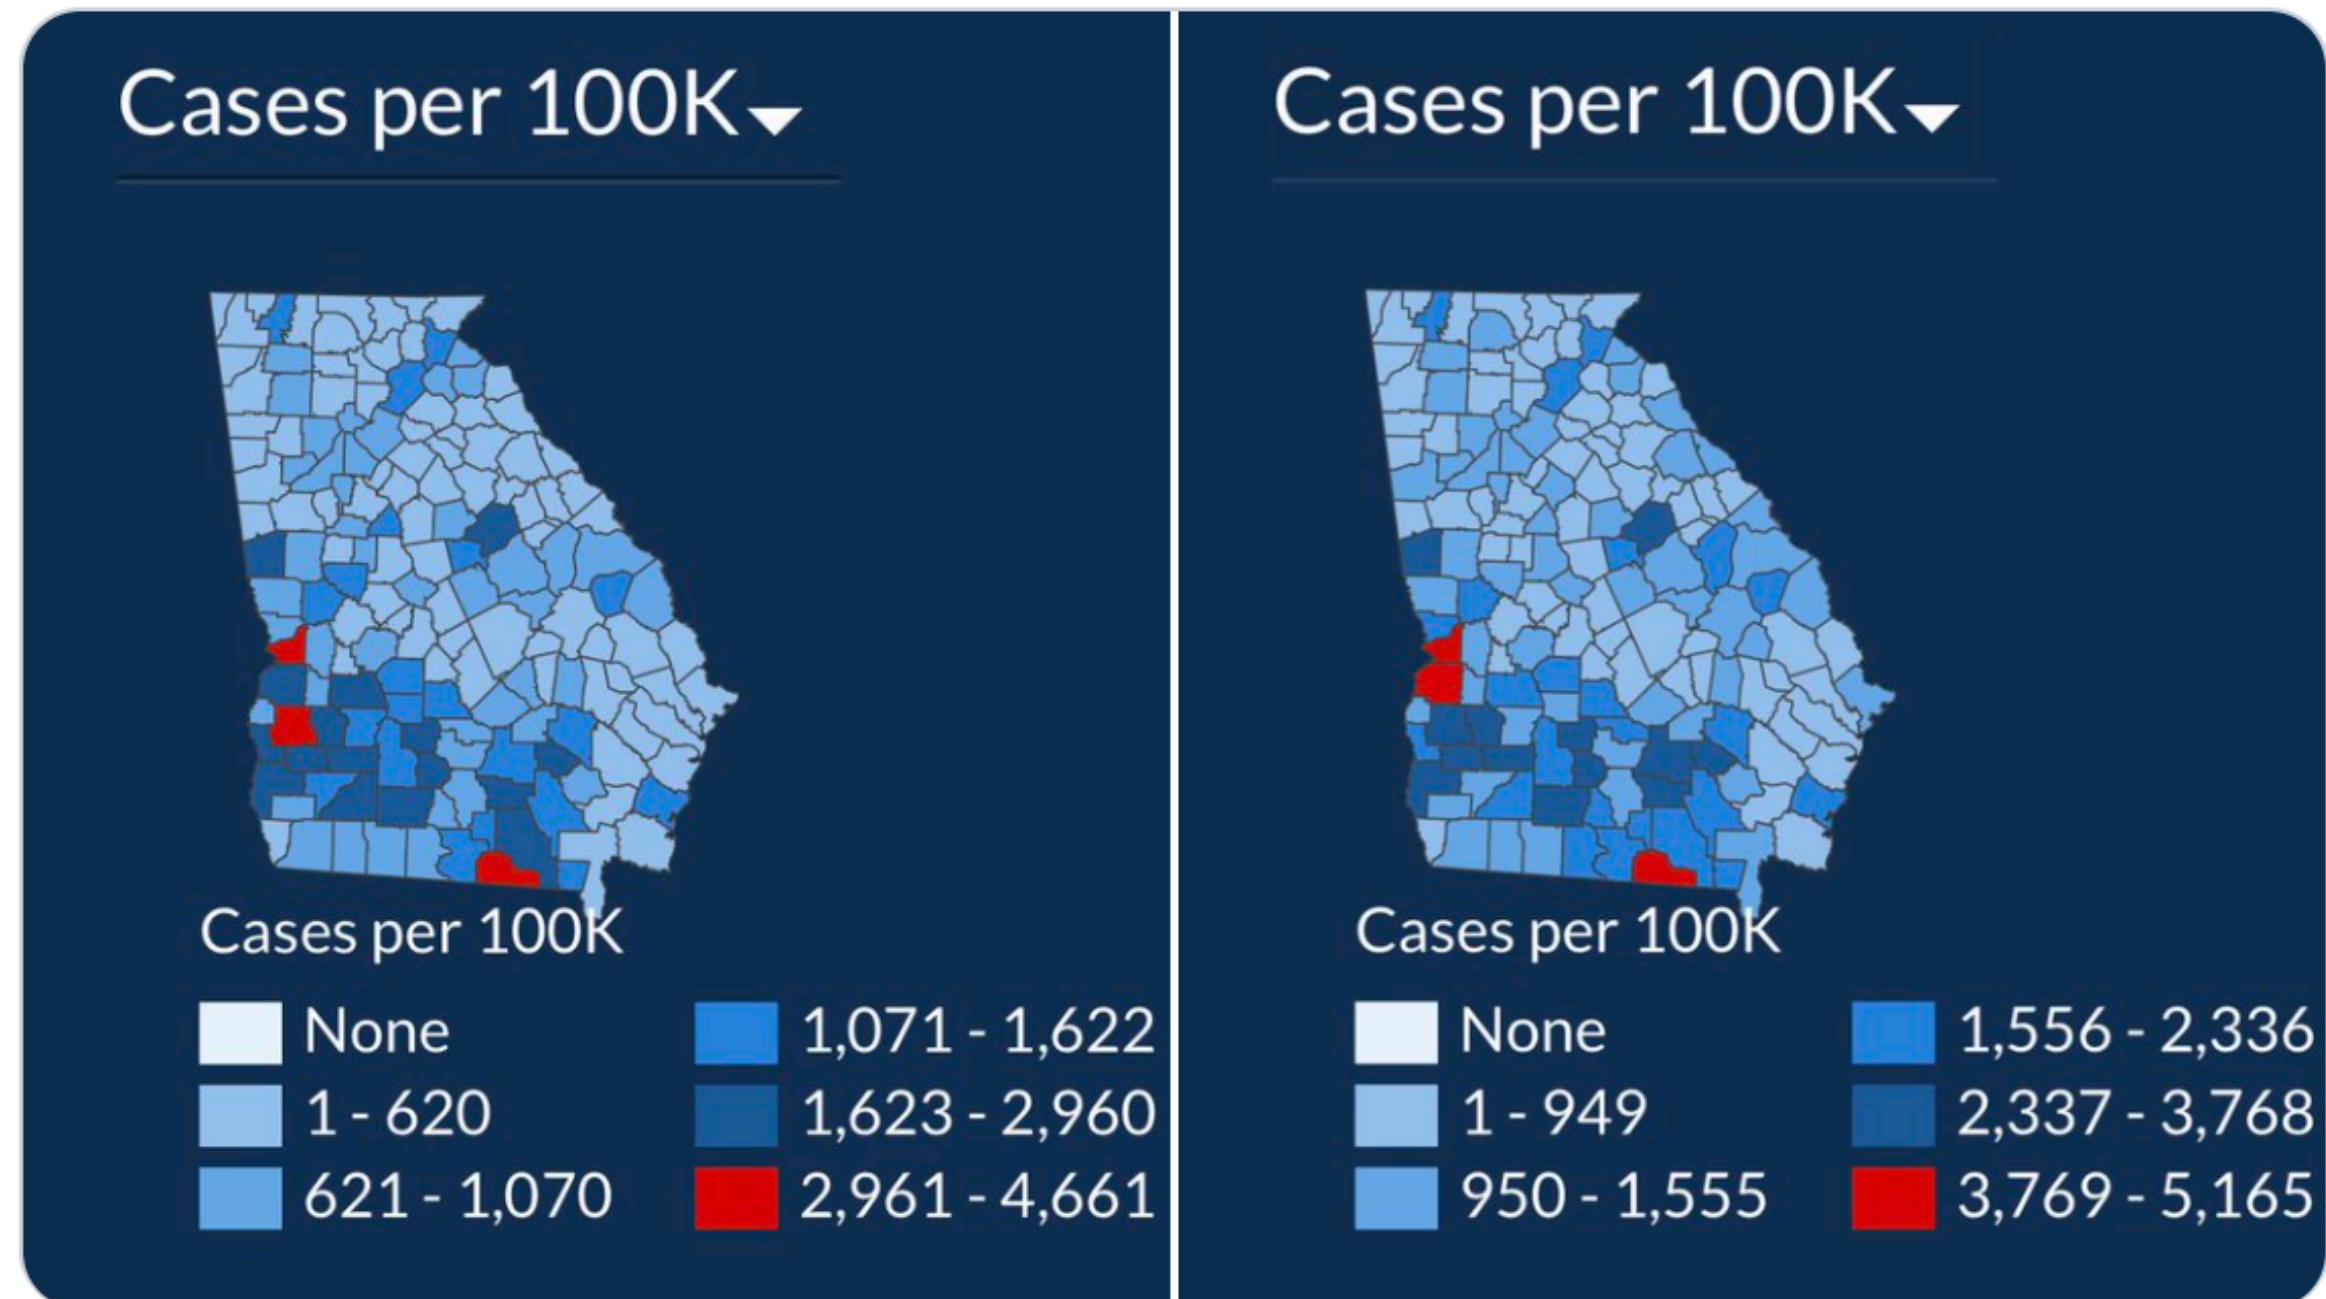 Cases per 100K
Cases per 100K
None
1,071 - 1,622
1 - 620
1,623 - 2,960
621 - 1,070
2,961 - 4,661
Cases per 100K
Cases per 100K
None
1,556 - 2,336
1 - 949
2,337 - 3,768
950 - 1,555
3,769 - 5,165